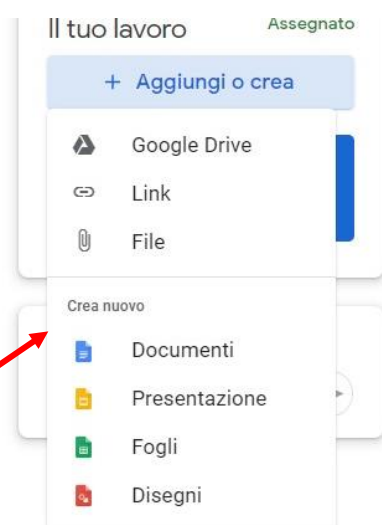 Il tuo lavoro Assegnato
+ Aggiungi o crea
Google Drive
Link
File
Crea nuovo
Documenti
Presentazione
Fogli
Disegni